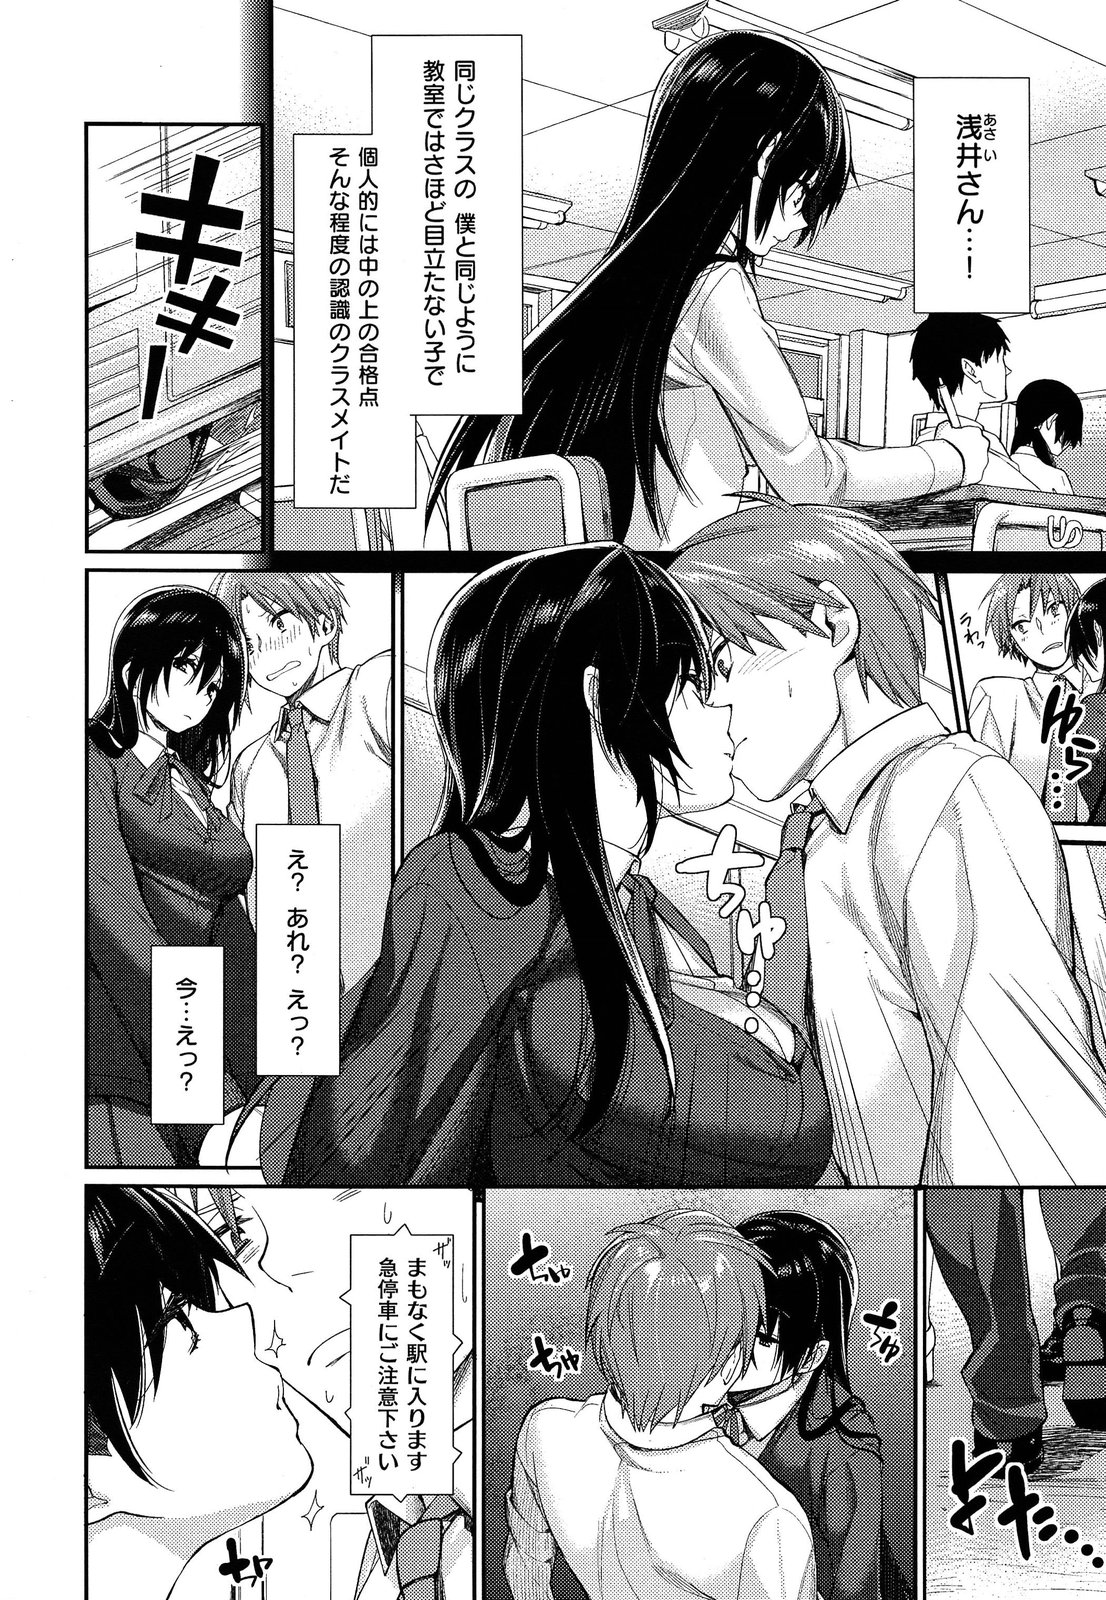 浅井さん…!
あさい
同じクラスの 僕と同じように
教室ではさほど目立たない子で
個人的には中の上の合格点
そんな程度の認識のクラスメイトだ
キキィー
うわっ
ゆら…
ちゅ…
え? あれ? えっ?
今…えっ?
ちゅ
ちゅ
ちゅ
ザザッ
まもなく駅に入ります
急停車にご注意下さい
ザッ
ちゅ